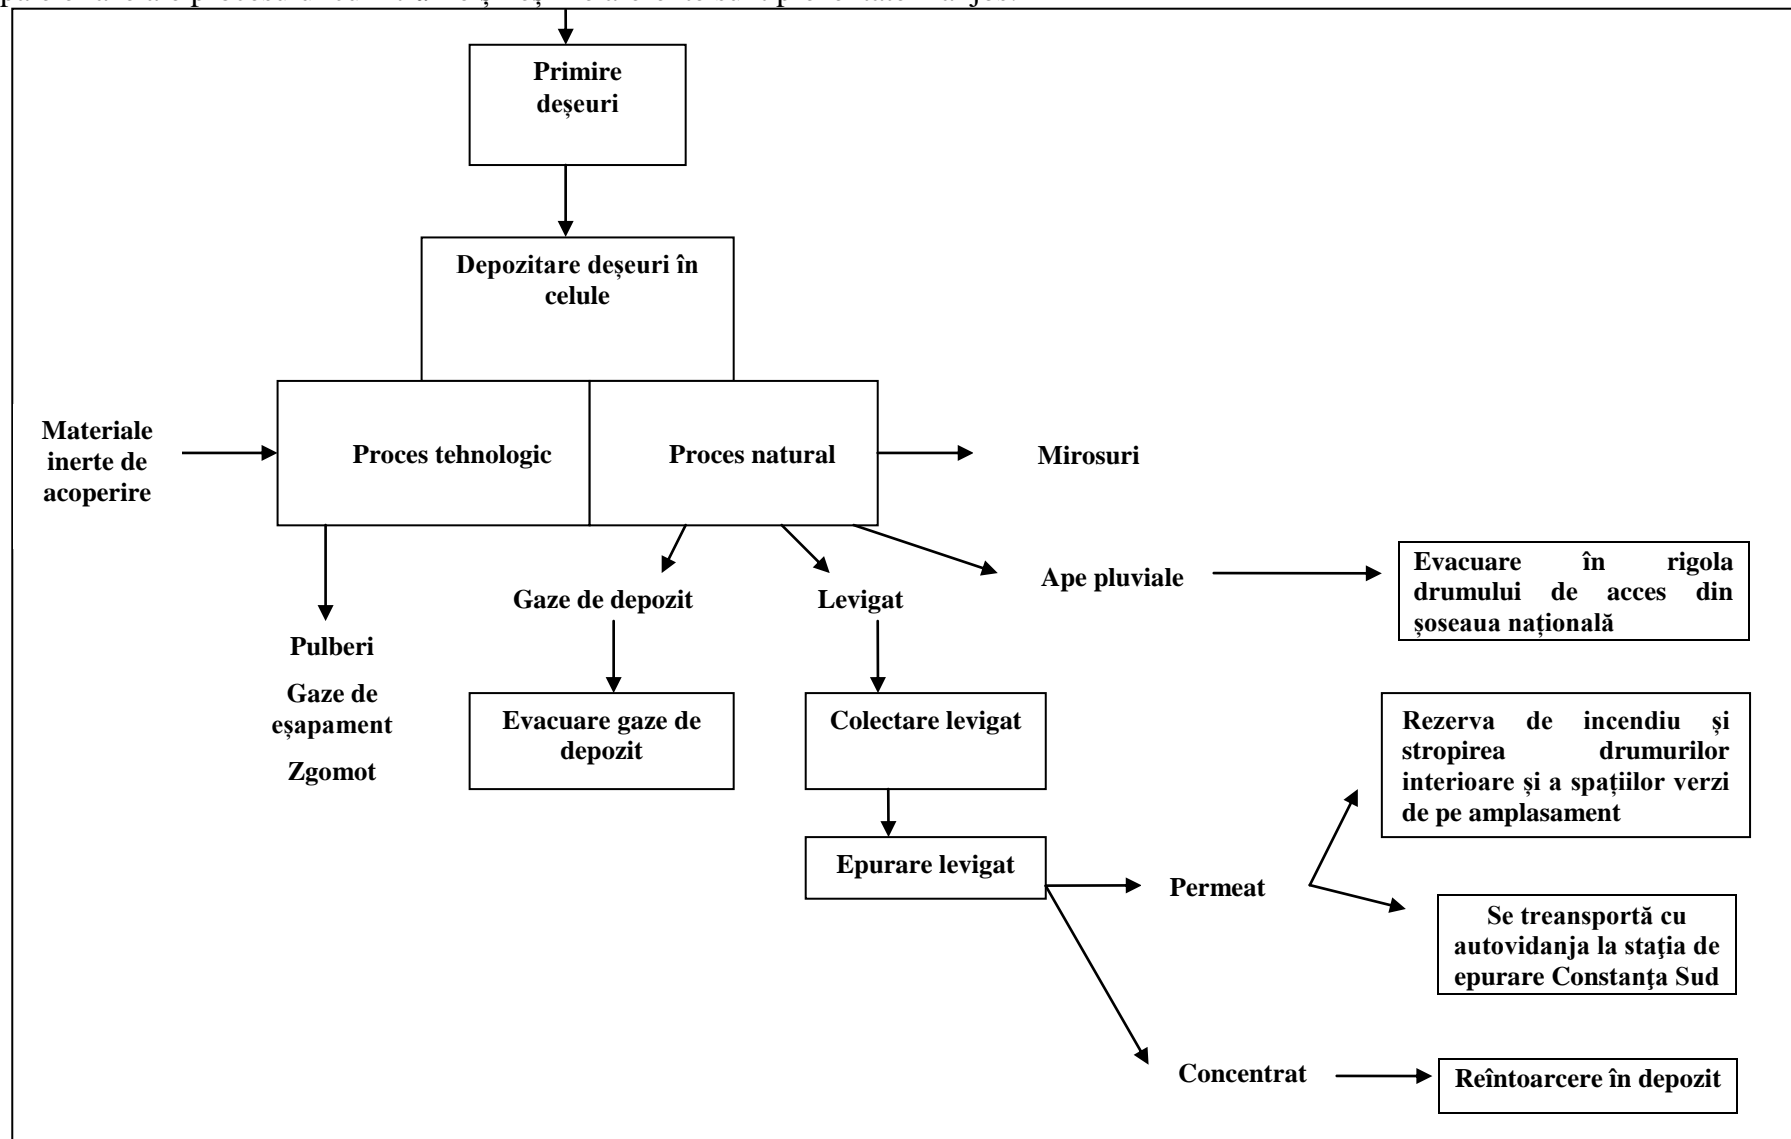 Primire
deșeuri
Depozitare deșeuri în
celule
Materiale
inerte de
acoperire
Proces tehnologic
Proces natural
Mirosuri
Pulberi
Gaze de
eșapament
Zgomot
Gaze de depozit
Levigat
Ape pluviale
Evacuare în rigola
drumului de acces din
șoseaua națională
Evacuare gaze de
depozit
Colectare levigat
Rezerva de incendiu și
stropirea drumurilor
interioare și a spațiilor verzi
de pe amplasament
Epurare levigat
Permeat
Se treansportă cu
autovidanja la staţia de
epurare Constanţa Sud
Concentrat
Reîntoarcere în depozit